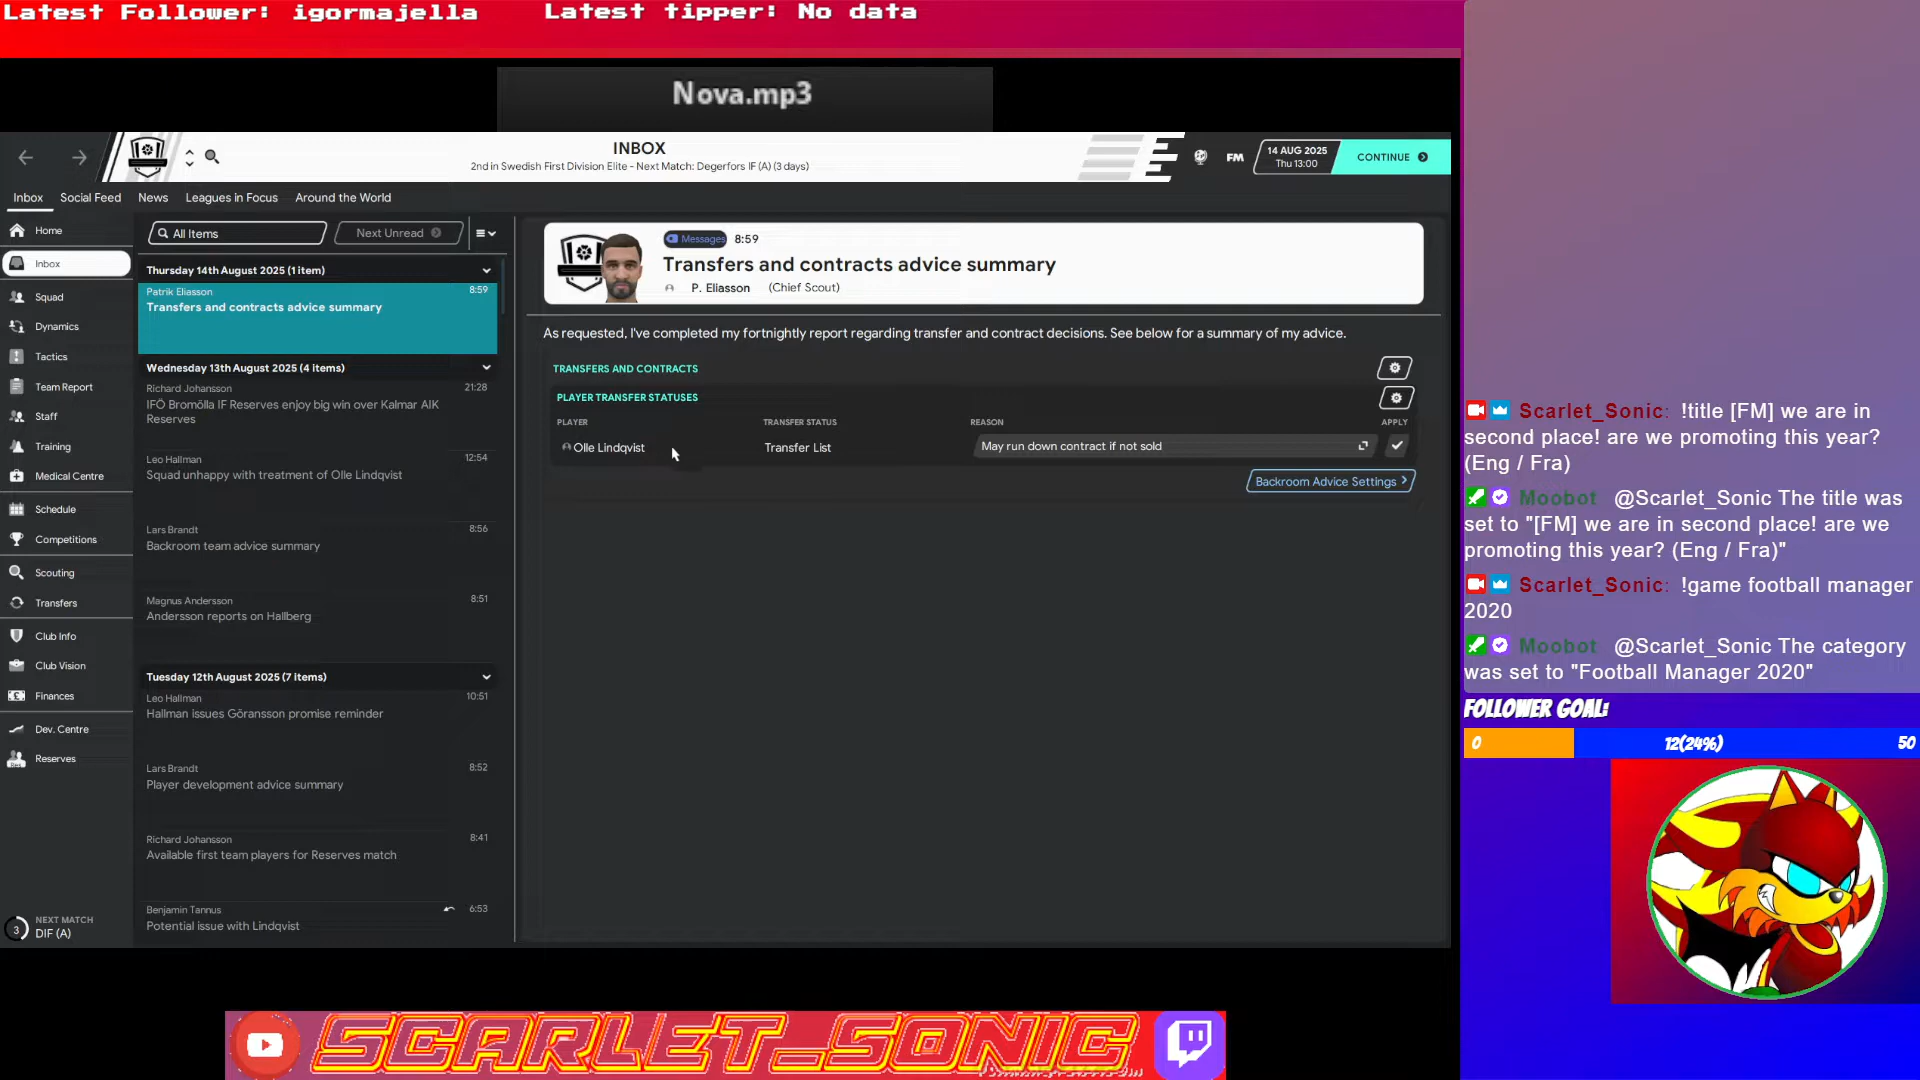 Latest Follower: igormajella
Latest tipper: No data
Nova.mp3
INBOX
2nd in Swedish First Division Elite - Next Match: Degerfors IF (A) (3 days)
FM
14 AUG 2025
Thu 13:00
CONTINUE
Inbox
Social Feed
News
Leagues in Focus
Around the World
Home
Inbox
Squad
Dynamics
Tactics
Team Report
Staff
Training
Medical Centre
Schedule
Competitions
Scouting
Transfers
Club Info
Club Vision
Finances
Dev. Centre
Reserves
3
NEXT MATCH
DIF (A)
All Items
Next Unread
Thursday 14th August 2025 (1 item)
Patrik Eliasson
8:59
Transfers and contracts advice summary
Wednesday 13th August 2025 (4 items)
Richard Johansson
21:28
IFÖ Bromölla IF Reserves enjoy big win over Kalmar AIK
Reserves
Leo Hallman
12:54
Squad unhappy with treatment of Olle Lindqvist
Lars Brandt
8:56
Backroom team advice summary
Magnus Andersson
8:51
Andersson reports on Hallberg
Tuesday 12th August 2025 (7 items)
Leo Hallman
10:51
Hallman issues Göransson promise reminder
Lars Brandt
8:52
Player development advice summary
Richard Johansson
8:41
Available first team players for Reserves match
Benjamin Tannus
6:53
Potential issue with Lindqvist
Messages
8:59
Transfers and contracts advice summary
P. Eliasson (Chief Scout)
As requested, I've completed my fortnightly report regarding transfer and contract decisions. See below for a summary of my advice.
TRANSFERS AND CONTRACTS
PLAYER TRANSFER STATUSES
PLAYER
TRANSFER STATUS
REASON
APPLY
Olle Lindqvist
Transfer List
May run down contract if not sold
Backroom Advice Settings
Scarlet_Sonic: !title [FM] we are in
second place! are we promoting this year?
(Eng / Fra)
Moobot @Scarlet_Sonic The title was
set to "[FM] we are in second place! are we
promoting this year? (Eng / Fra)"
Scarlet_Sonic: !game football manager
2020
Moobot @Scarlet_Sonic The category
was set to "Football Manager 2020"
FOLLOWER GOAL:
0
12(24%)
50
SCARLET_SONIC